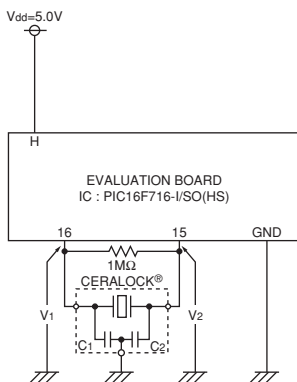 Vdd=5.0V
H
EVALUATION BOARD
IC : PIC16F716-I/SO(HS)
16 15 GND
1MΩ
CERALOCK®
V1 V2
C1 C2